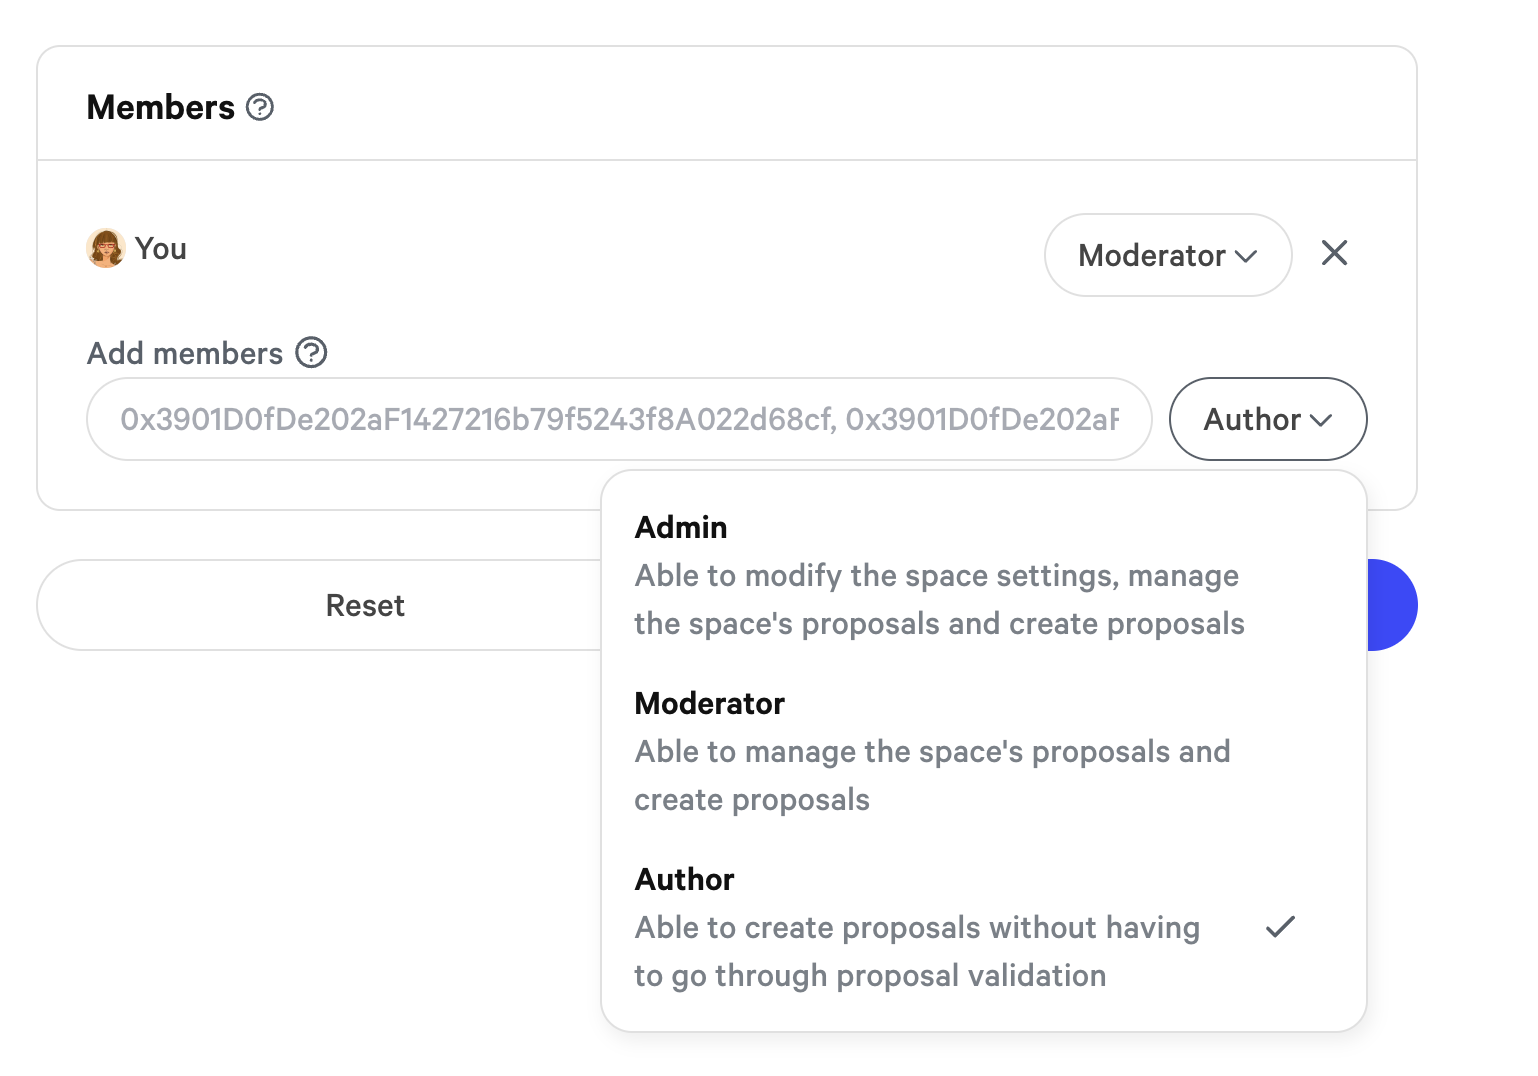 Members
You
Moderator
Add members
0x3901D0fDe202aF1427216b79f5243f8A022d68cf, 0x3901D0fDe202aF
Author
Admin
Able to modify the space settings, manage
the space's proposals and create proposals
Reset
Moderator
Able to manage the space's proposals and
create proposals
Author
Able to create proposals without having
to go through proposal validation